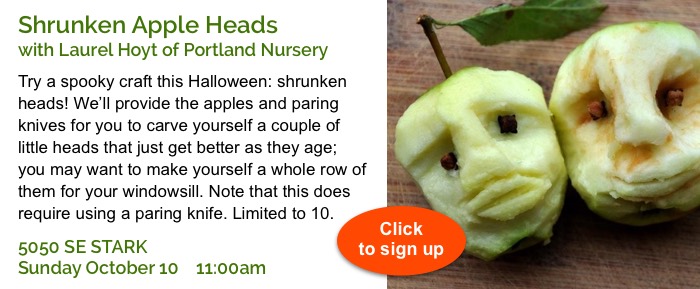 Shrunken Apple Heads
with Laurel Hoyt of Portland Nursery
Try a spooky craft this Halloween: shrunken
heads! We'll provide the apples and paring
knives for you to carve yourself a couple of
little heads that just get better as they age;
you may want to make yourself a whole row of
them for your windowsill. Note that this does
require using a paring knife. Limited to 10.
5050 SE STARK
Sunday October 10 11:00am
Click
to sign up